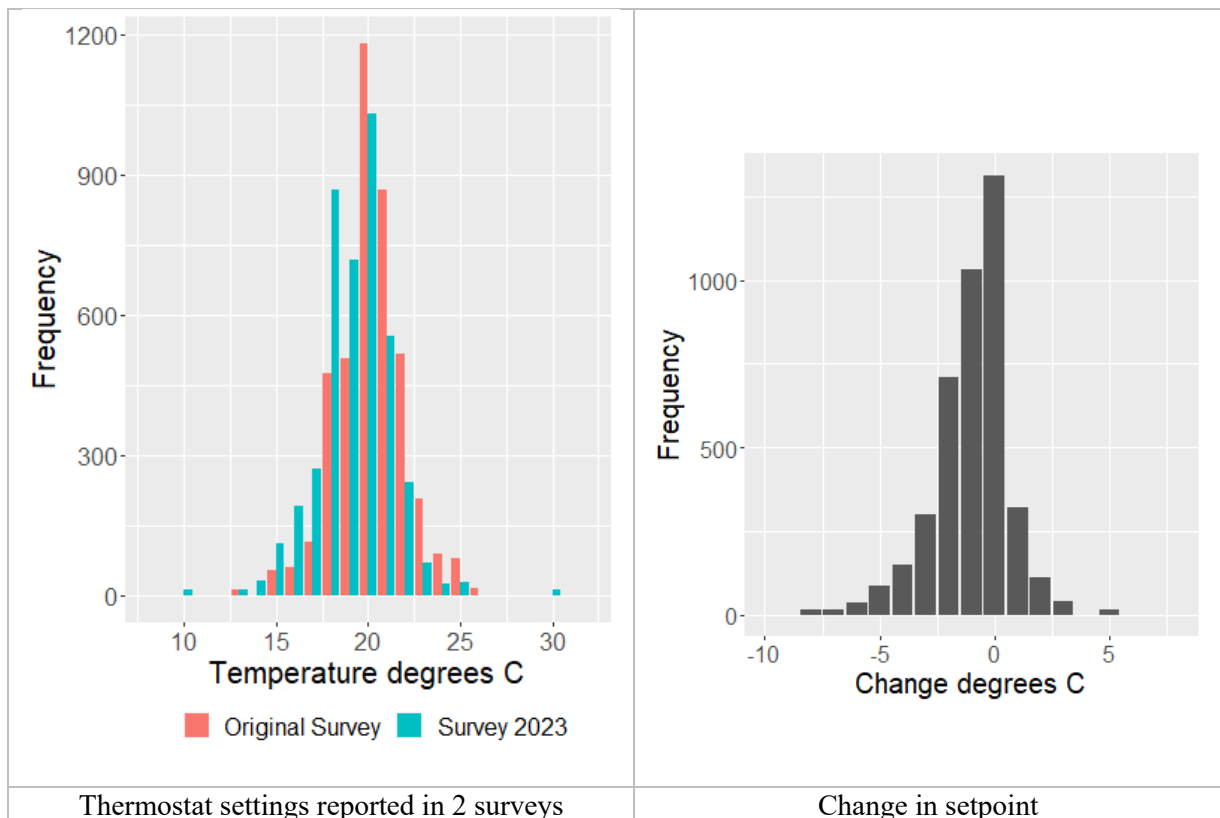 1200
900
600
300
0
Frequency
10 15 20 25 30
Temperature degrees C
Original Survey Survey 2023
1000
500
0
Frequency
-10 -5 0 5
Change degrees C
Thermostat settings reported in 2 surveys
Change in setpoint